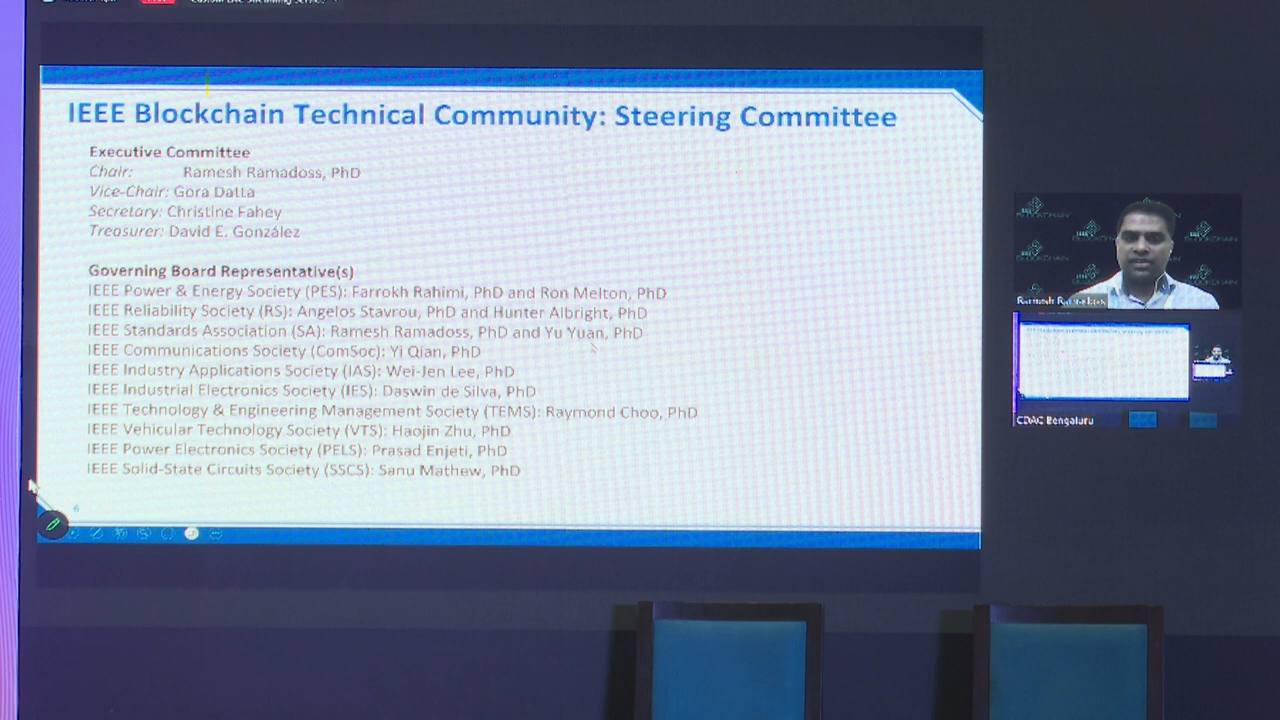 IEEE Blockchain Technical Community: Steering Committee
Executive Committee
Chair: Ramesh Ramadoss, PhD
Vice-Chair: Gora Datta
Secretary: Christine Fahey
Treasurer: David E. González
Governing Board Representative(s)
IEEE Power & Energy Society (PES): Farrokh Rahimi, PhD and Ron Melton, PhD
IEEE Reliability Society (RS): Angelos Stavrou, PhD and Hunter Albright, PhD
IEEE Standards Association (SA): Ramesh Ramadoss, PhD and Yu Yuan, PhD
IEEE Communications Society (ComSoc): Yi Qian, PhD
IEEE Industry Applications Society (IAS): Wei-Jen Lee, PhD
IEEE Industrial Electronics Society (IES): Daswin de Silva, PhD
IEEE Technology & Engineering Management Society (TEMS): Raymond Choo, PhD
IEEE Vehicular Technology Society (VTS): Haojin Zhu, PhD
IEEE Power Electronics Society (PELS): Prasad Enjeti, PhD
IEEE Solid-State Circuits Society (SSCS): Sanu Mathew, PhD
6
BLOCKCHAIN
Ramesh Ramadoss
CDAC Bengaluru